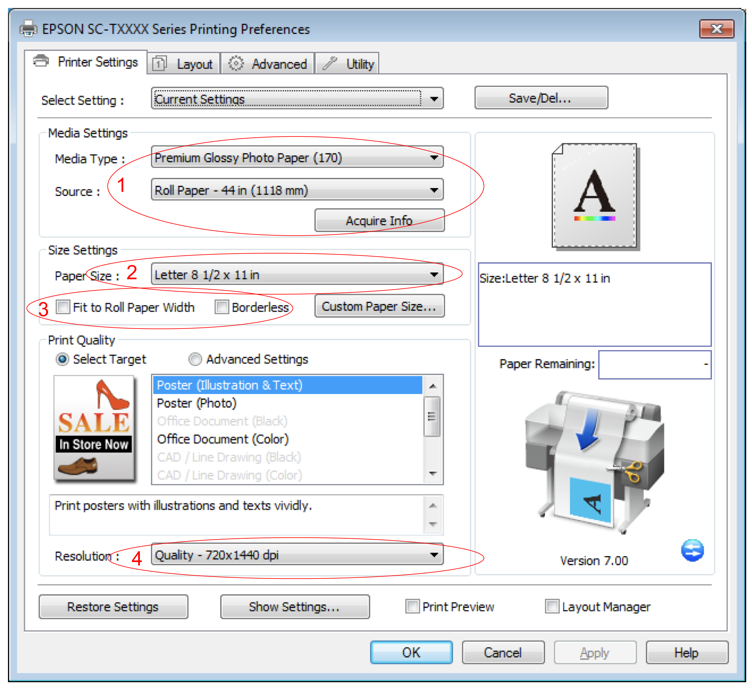 EPSON SC-TXXXX Series Printing Preferences
Printer Settings
1
Layout
Advanced
Utility
Select Setting :
Current Settings
Save/Del...
Media Settings
Media Type :
Premium Glossy Photo Paper (170)
1
Source :
Roll Paper - 44 in (1118 mm)
Acquire Info
A
Size Settings
Paper Size :
2
Letter 8 1/2 x 11 in
3
Fit to Roll Paper Width
Borderless
Custom Paper Size...
Size:Letter 8 1/2 x 11 in
Print Quality
Select Target
Advanced Settings
Paper Remaining:
-
SALE
In Store Now
Poster (Illustration & Text)
Poster (Photo)
Office Document (Black)
Office Document (Color)
CAD / Line Drawing (Black)
CAD / Line Drawing (Color)
A
Print posters with illustrations and texts vividly.
Resolution :
4
Quality - 720x1440 dpi
Version 7.00
Restore Settings
Show Settings...
Print Preview
Layout Manager
OK
Cancel
Apply
Help